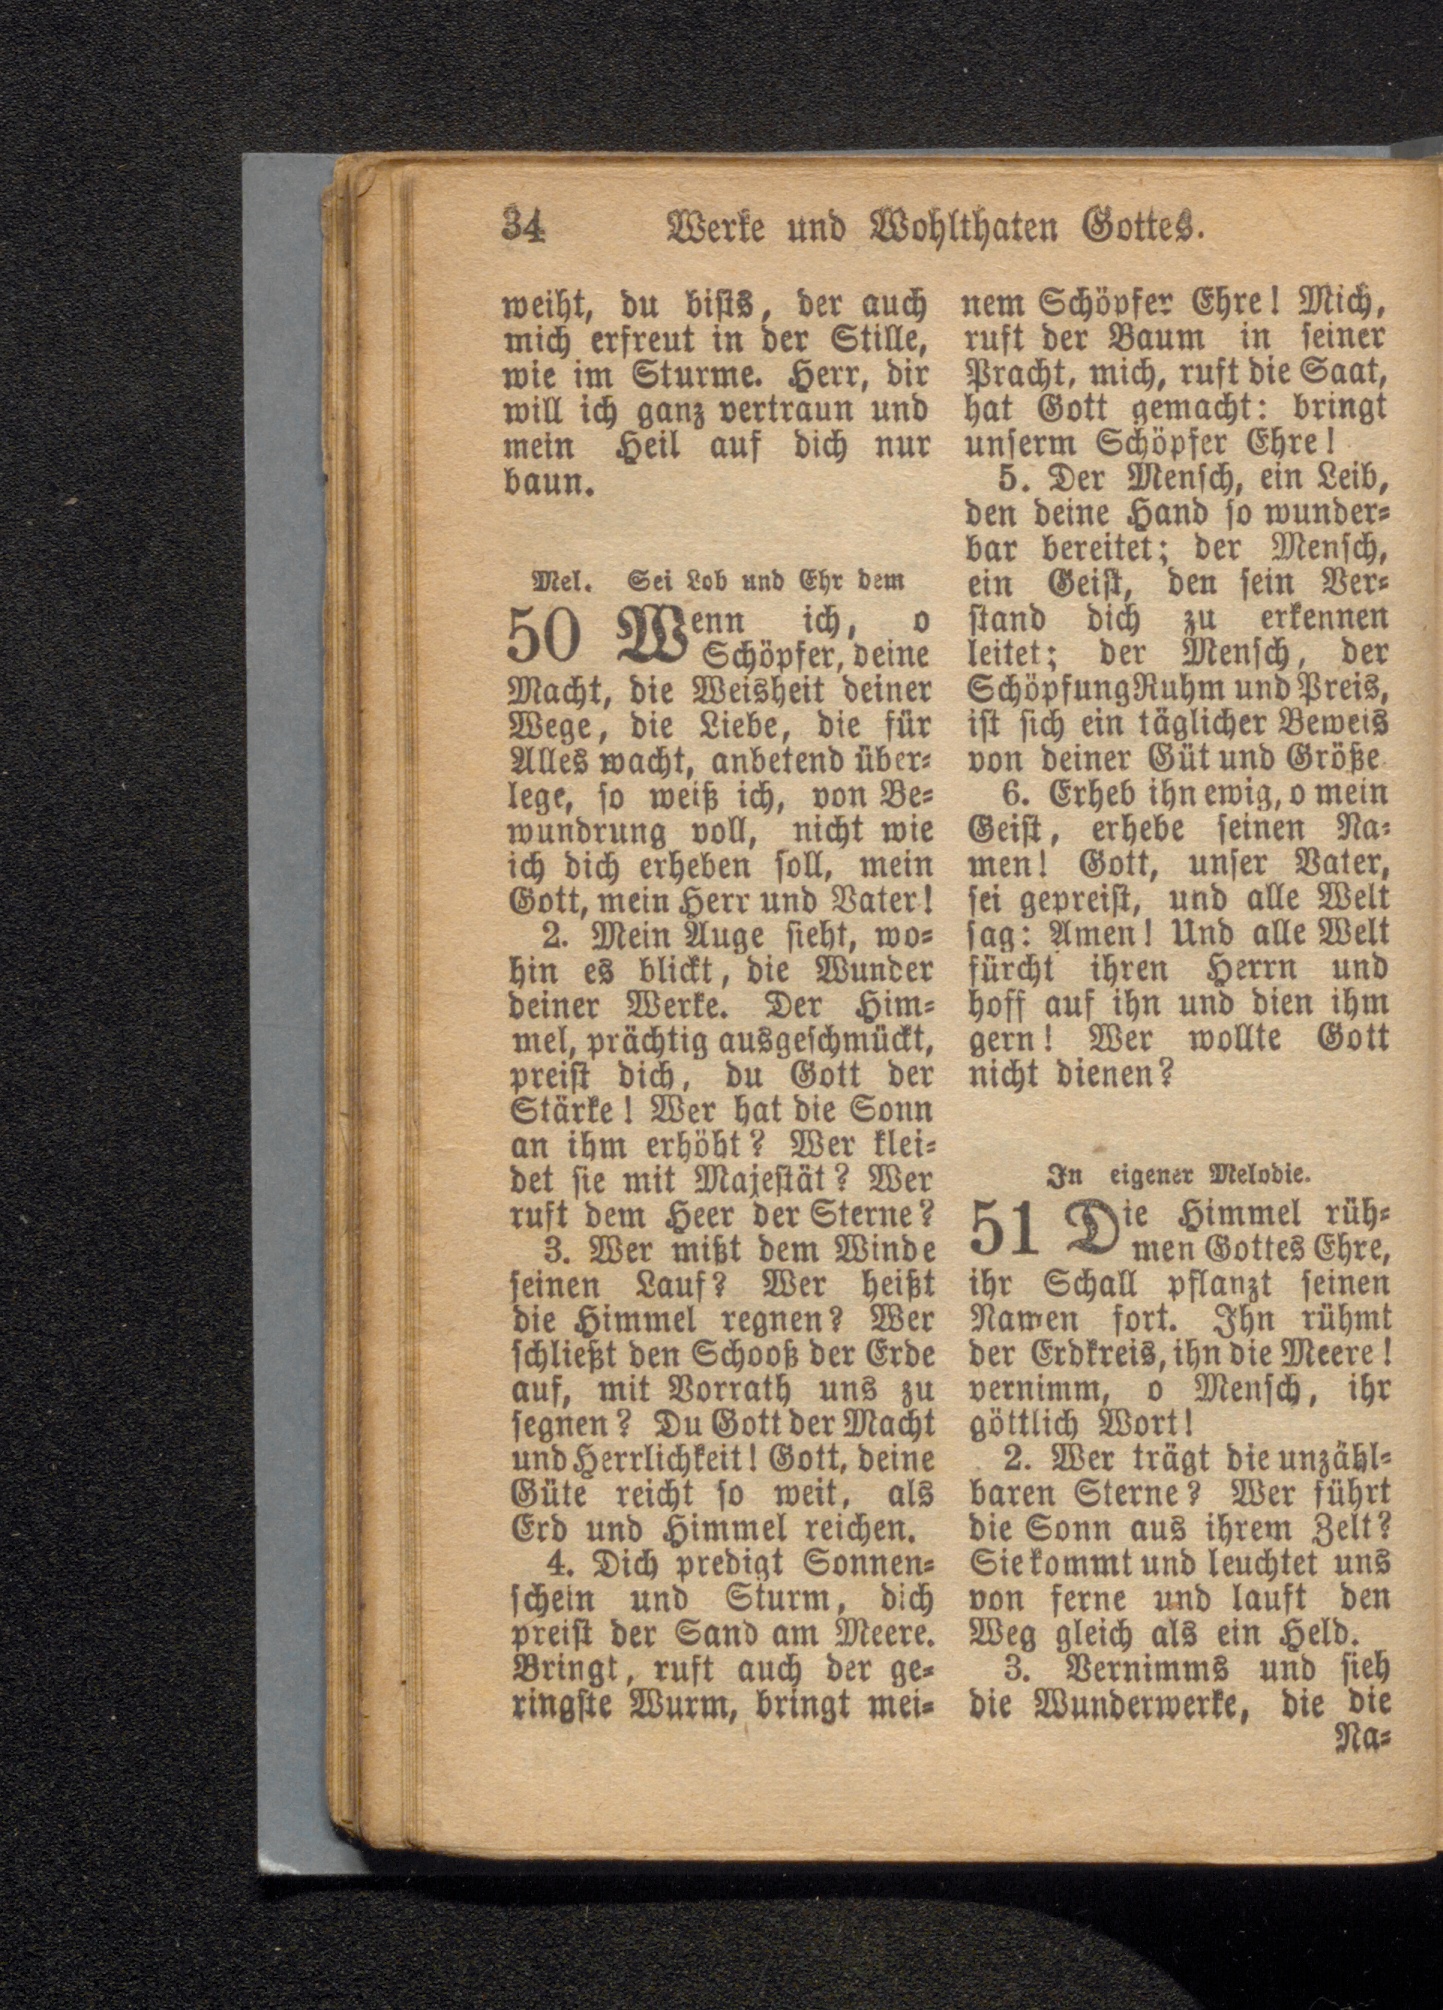 34 Werke und Wohlthaten Gottes.
weiht, du bists, der auch
mich erfreut in der Stille,
wie im Sturme. Herr, dir
will ich ganz vertraun und
mein Heil auf dich nur
baun.
Mel. Sei Lob und Ehr dem
50 Wenn ich, o
Schöpfer, deine
Macht, die Weisheit deiner
Wege, die Liebe, die für
Alles wacht, anbetend über-
lege, so weiß ich, von Be-
wundrung voll, nicht wie
ich dich erheben soll, mein
Gott, mein Herr und Vater!
2. Mein Auge sieht, wo-
hin es blickt, die Wunder
deiner Werke. Der Him-
mel, prächtig ausgeschmückt,
preist dich, du Gott der
Stärke! Wer hat die Sonn
an ihm erhöht? Wer klei-
det sie mit Majestät? Wer
ruft dem Heer der Sterne?
3. Wer mißt dem Winde
seinen Lauf? Wer heißt
die Himmel regnen? Wer
schließt den Schooß der Erde
auf, mit Vorrath uns zu
segnen? Du Gott der Macht
und Herrlichkeit! Gott, deine
Güte reicht so weit, als
Erd und Himmel reichen.
4. Dich predigt Sonnen-
schein und Sturm, dich
preist der Sand am Meere.
Bringt, ruft auch der ge-
ringste Wurm, bringt mei-
nem Schöpfer Ehre! Mich,
ruft der Baum in seiner
Pracht, mich, ruft die Saat,
hat Gott gemacht: bringt
unserm Schöpfer Ehre!
5. Der Mensch, ein Leib,
den deine Hand so wunder-
bar bereitet; der Mensch,
ein Geist, den sein Ver-
stand dich zu erkennen
leitet; der Mensch, der
Schöpfung Ruhm und Preis,
ist sich ein täglicher Beweis
von deiner Güt und Größe
6. Erheb ihn ewig, o mein
Geist, erhebe seinen Na-
men! Gott, unser Vater,
sei gepreist, und alle Welt
sag: Amen! Und alle Welt
fürcht ihren Herrn und
hoff auf ihn und dien ihm
gern! Wer wollte Gott
nicht dienen?
In eigener Melodie.
51 Die Himmel rüh-
men Gottes Ehre,
ihr Schall pflanzt seinen
Namen fort. Ihn rühmt
der Erdkreis, ihn die Meere!
vernimm, o Mensch, ihr
göttlich Wort!
2. Wer trägt die unzähl-
baren Sterne? Wer führt
die Sonn aus ihrem Zelt?
Sie kommt und leuchtet uns
von ferne und lauft den
Weg gleich als ein Held.
3. Vernimms und sieh
die Wunderwerke, die die
Na-